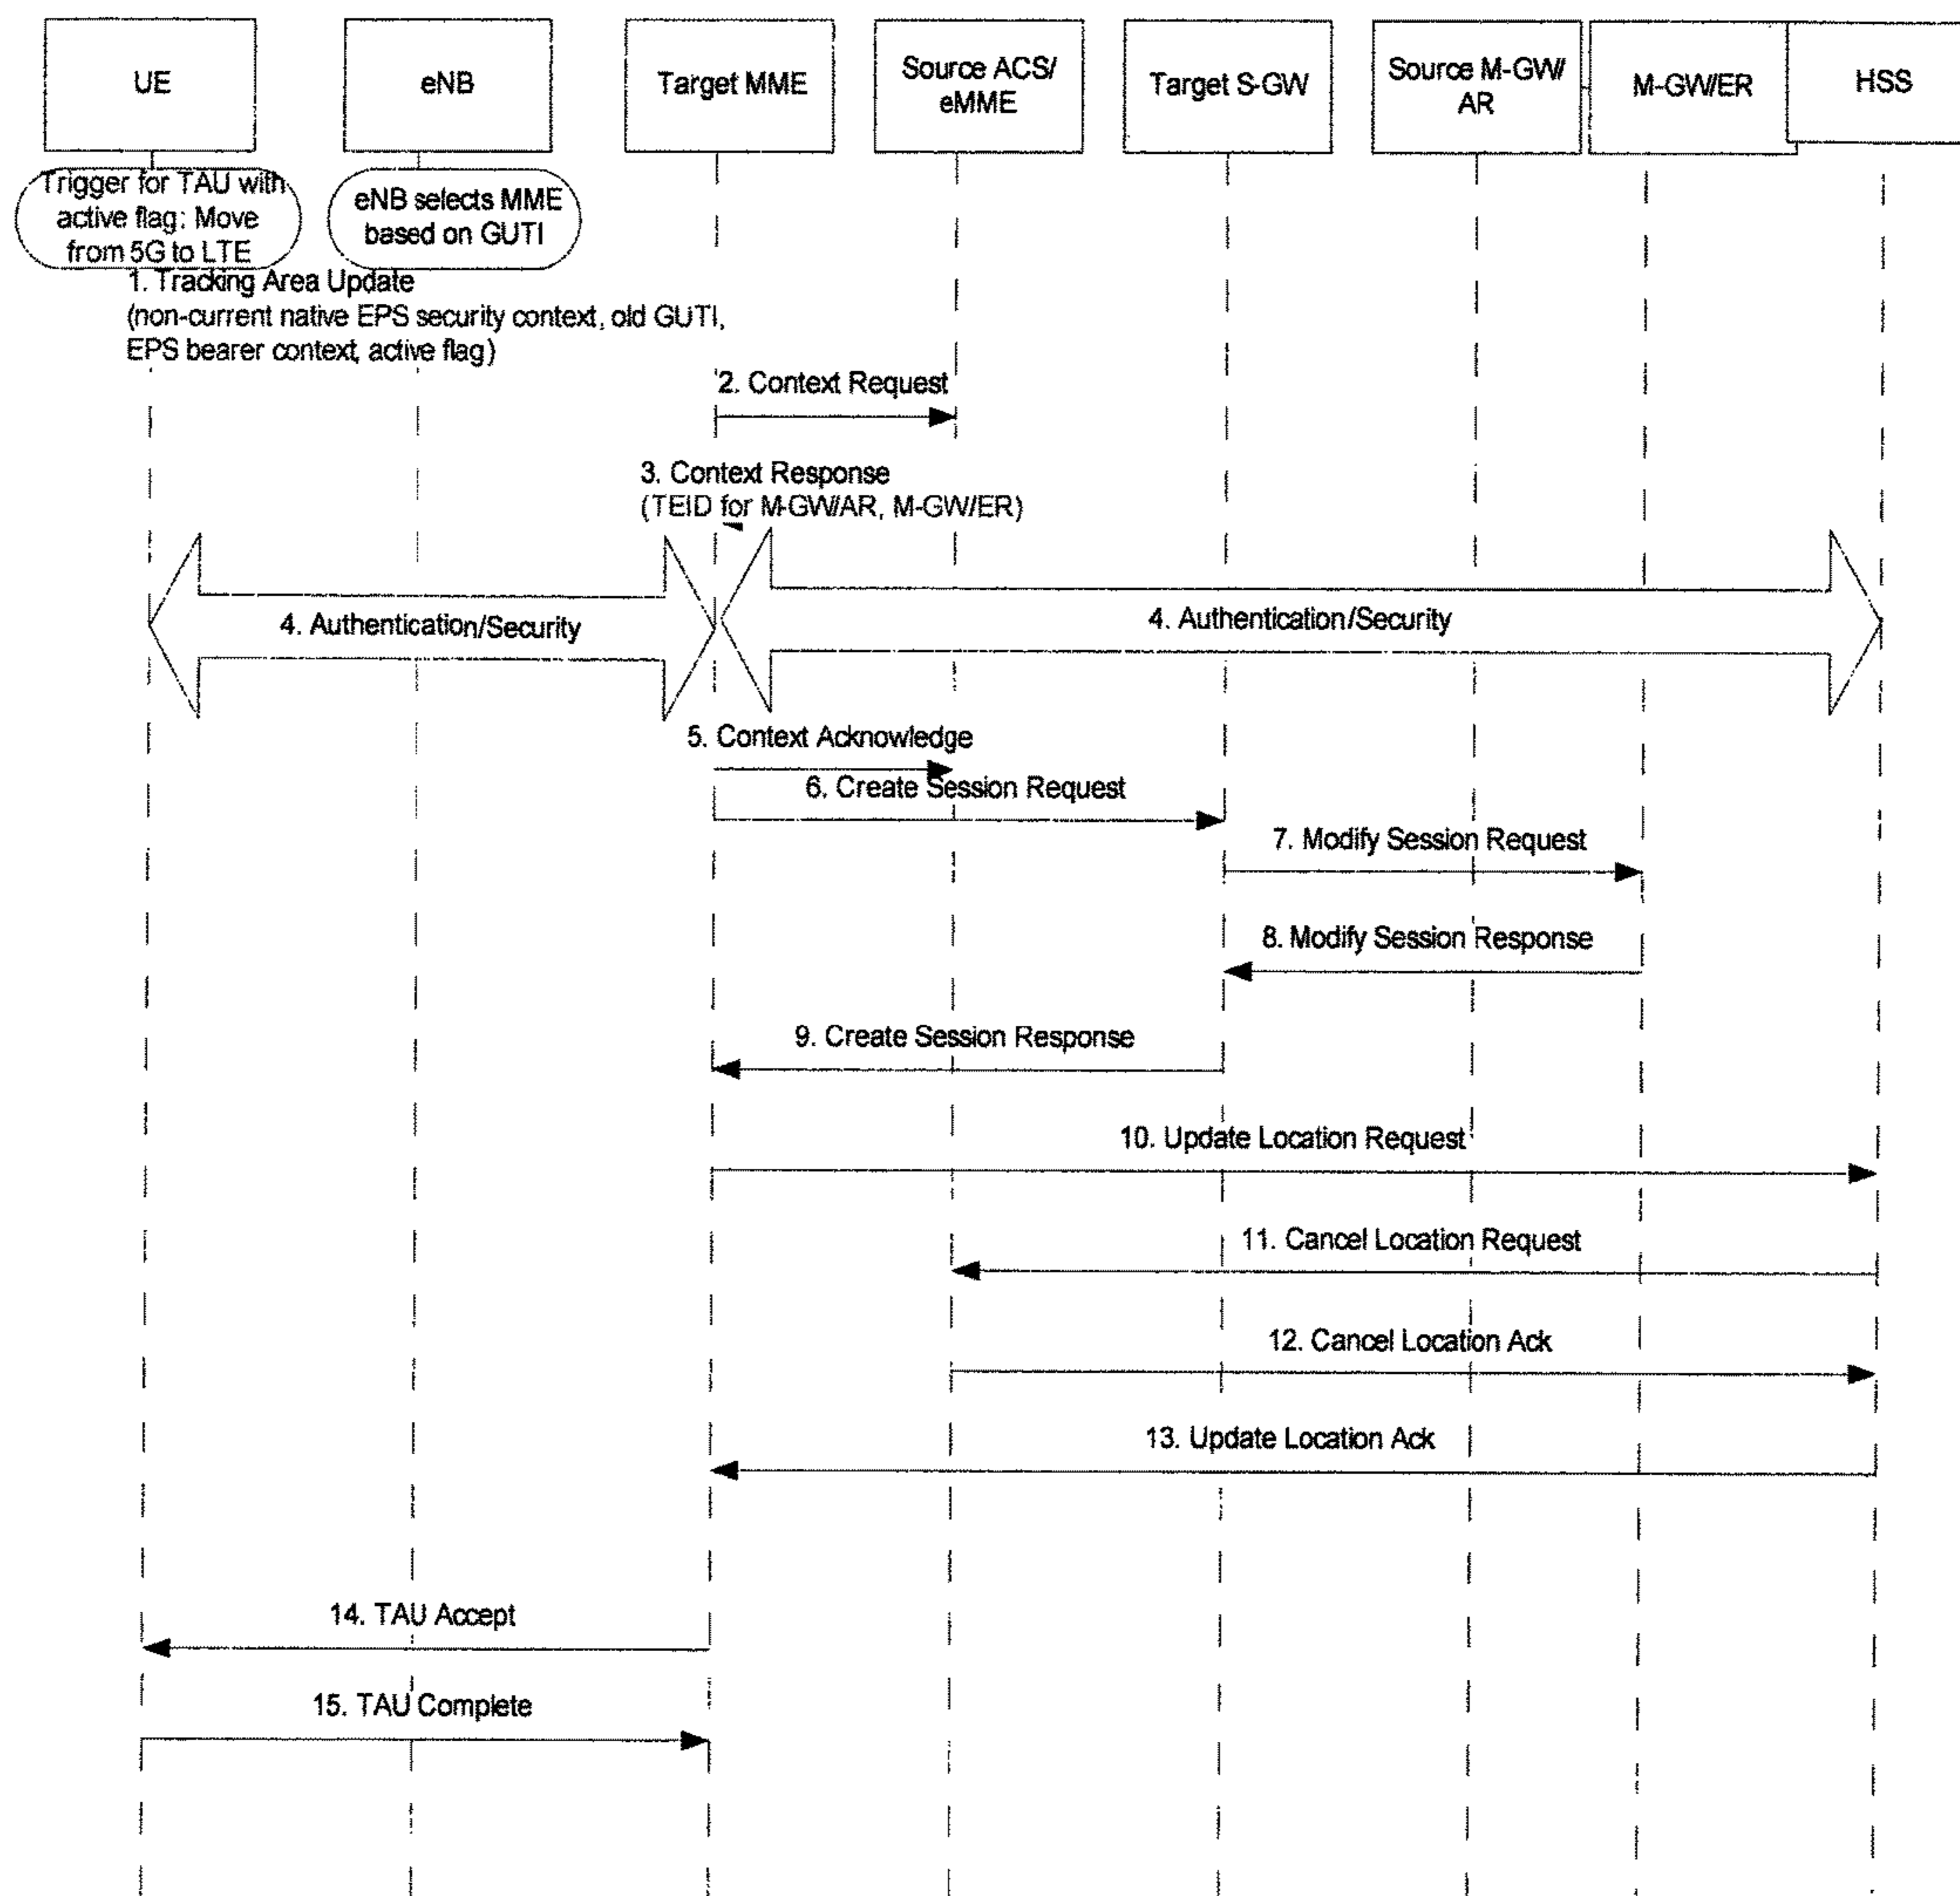 UE
eNB
Target MME
Source ACS/
eMME
Target S-GW
Source M-GW/
AR
M-GW/ER
HSS
Trigger for TAU with
active flag: Move
from 5G to LTE
eNB selects MME
based on GUTI
1. Tracking Area Update
(non-current native EPS security context, old GUTI,
EPS bearer context, active flag)
2. Context Request
3. Context Response
(TEID for M-GW/AR, M-GW/ER)
4. Authentication/Security
4. Authentication/Security
5. Context Acknowledge
6. Create Session Request
7. Modify Session Request
8. Modify Session Response
9. Create Session Response
10. Update Location Request
11. Cancel Location Request
12. Cancel Location Ack
13. Update Location Ack
14. TAU Accept
15. TAU Complete